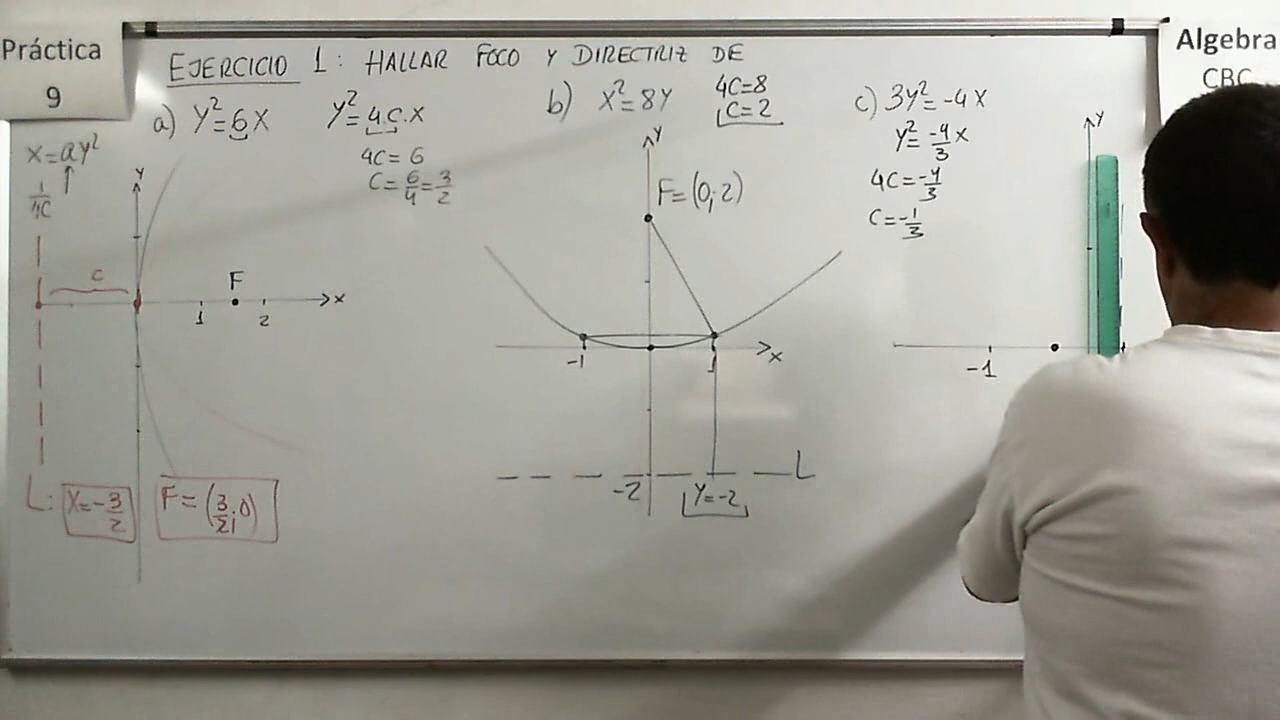 Práctica
9
Algebra
CBC
EJERCICIO 1: HALLAR FOCO Y DIRECTRIZ DE
a) Y²=6X
Y²=4.C.X
4C=6
C=6/4=3/2
X=aY²
1/4C
Y
C
F
X
1
2
L: X=-3/2
F=(3/2;0)
b) X²=8Y
4C=8
C=2
Y
F=(0;2)
-1
1
X
L
-2
Y=-2
c) 3Y²=-4X
Y²=-4/3X
4C=-4/3
C=-1/3
Y
-1